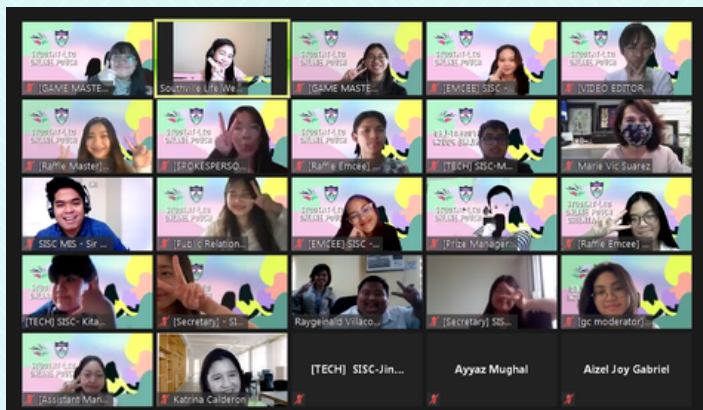 [GAME MASTE...
Southville Life We...
[GAME MASTE...
[EMCEE] SISC -
[VIDEO EDITOR...
[Raffle Master]...
[SPOKESPERSO...
[Raffle Emcee] ...
[TECH] SISC-M...
Marie Vic Suarez
SISC MIS - Sir ...
[Public Relation...
[EMCEE] SISC -...
[Prize Manager...
[Raffle Emcee] ...
[TECH] SISC- Kita...
[Secretary] - SI...
Raygeinald Villaco...
[Secretary] SIS...
[gc moderator]...
[Assistant Man...
Katrina Calderon
[TECH] SISC-Jin...
Ayyaz Mughal
Aizel Joy Gabriel